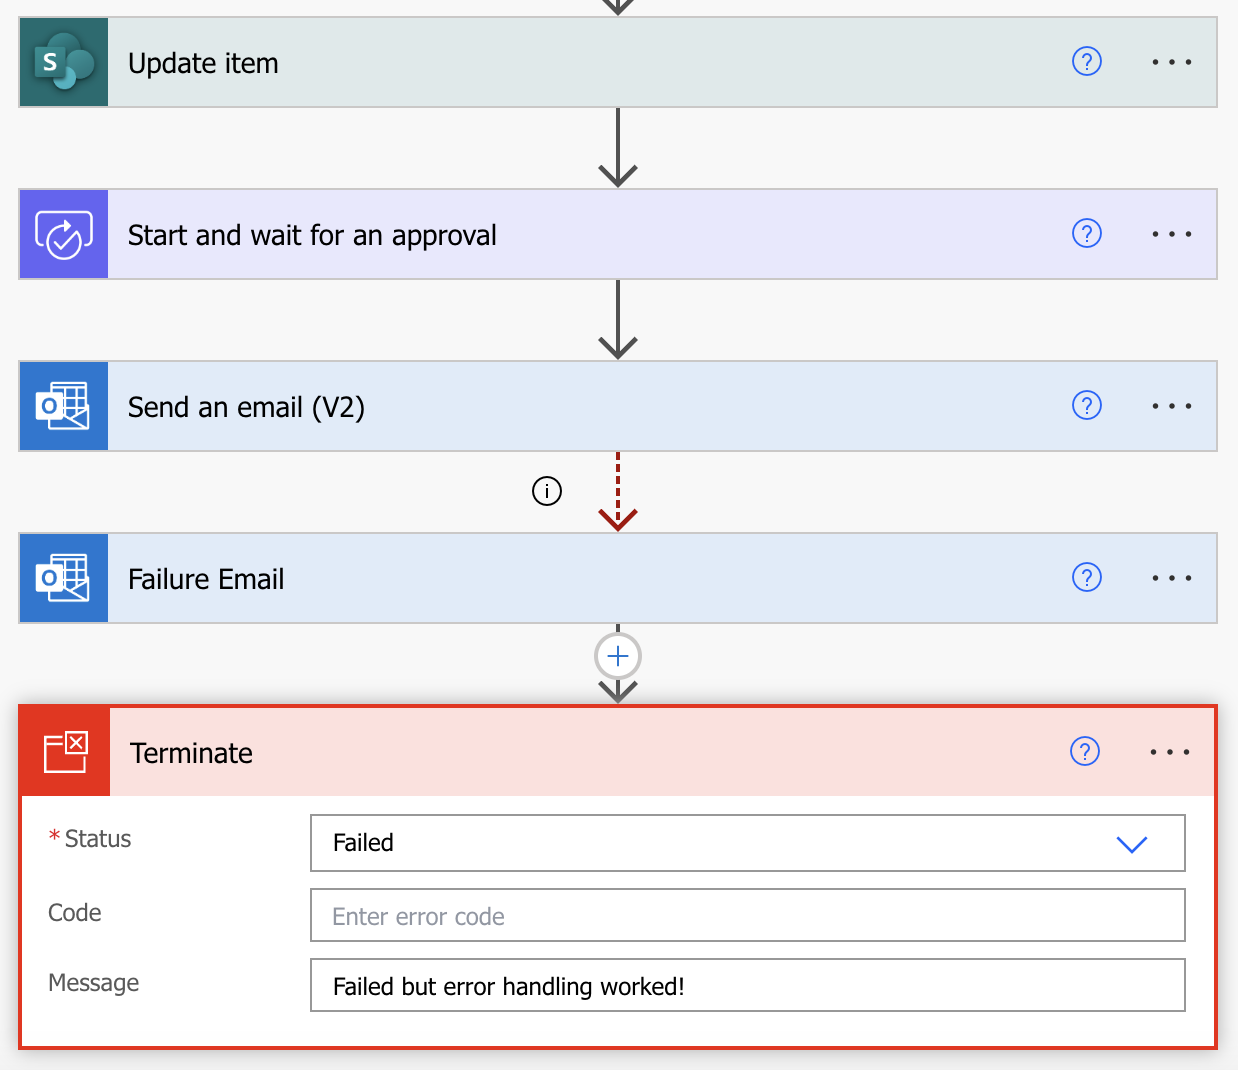 S
Update item
?
Start and wait for an approval
?
O
Send an email (V2)
?
i
O
Failure Email
?
Terminate
?
* Status
Failed
Code
Enter error code
Message
Failed but error handling worked!